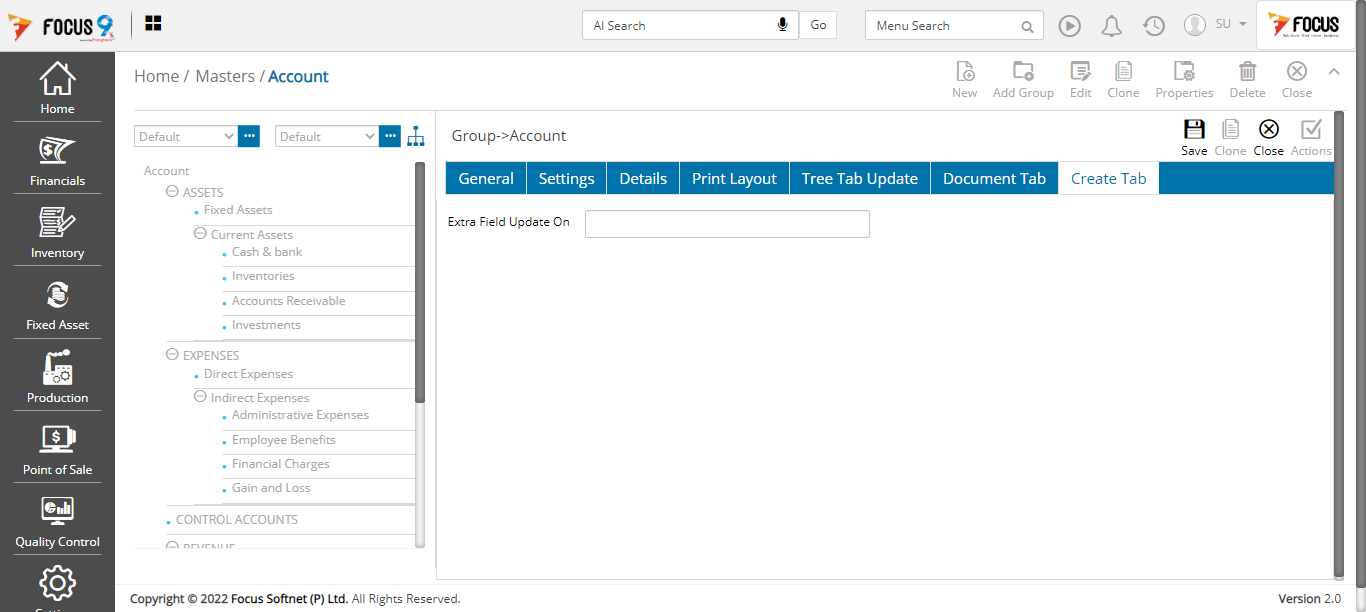 FOCUS 9
AI Search
Go
Menu Search
SU
FOCUS
Home
Financials
Inventory
Fixed Asset
Production
Point of Sale
Quality Control
Home / Masters / Account
New
Add Group
Edit
Clone
Properties
Delete
Close
Default
Default
Account
ASSETS
Fixed Assets
Current Assets
Cash & bank
Inventories
Accounts Receivable
Investments
EXPENSES
Direct Expenses
Indirect Expenses
Administrative Expenses
Employee Benefits
Financial Charges
Gain and Loss
CONTROL ACCOUNTS
REVENUE
Group->Account
Save
Clone
Close
Actions
General
Settings
Details
Print Layout
Tree Tab Update
Document Tab
Create Tab
Extra Field Update On
Copyright © 2022 Focus Softnet (P) Ltd. All Rights Reserved.
Version 2.0